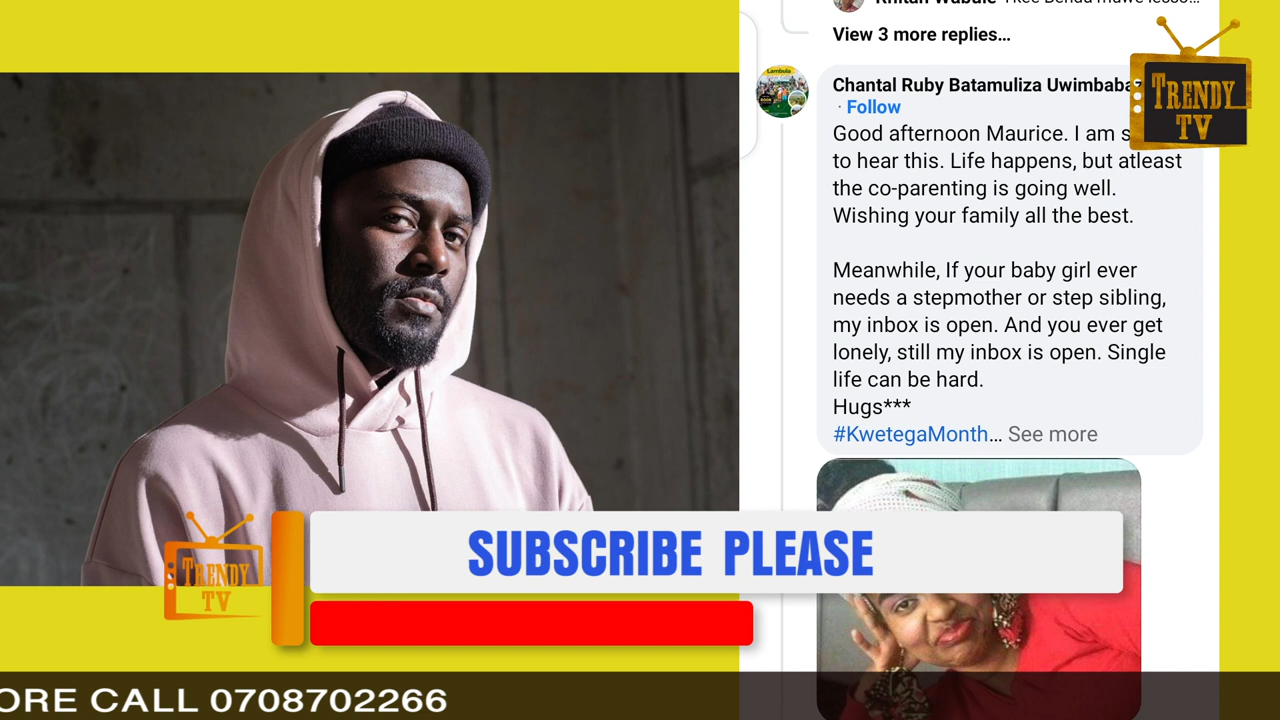 View 3 more replies...
Chantal Ruby Batamuliza
· Follow
Good afternoon Maurice. I am
to hear this. Life happens, but atleast
the co-parenting is going well.
Wishing your family all the best.
Meanwhile, If your baby girl ever
needs a stepmother or step sibling,
my inbox is open. And you ever get
lonely, still my inbox is open. Single
life can be hard.
Hugs***
#KwetegaMonth... See more
TRENDY
TV
SUBSCRIBE PLEASE
TRENDY
TV
ORE CALL 0708702266
Lambula